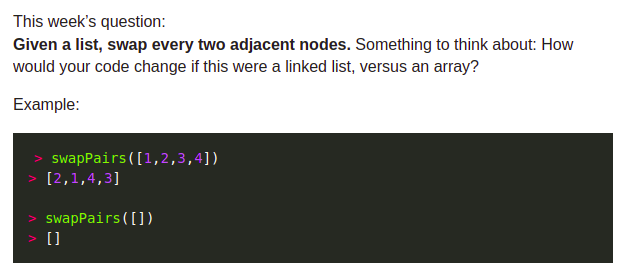 This week’s question:
Given a list, swap every two adjacent nodes. Something to think about: How
would your code change if this were a linked list, versus an array?
Example:
> swapPairs([1,2,3,4])
> [2,1,4,3]
> swapPairs([])
> []